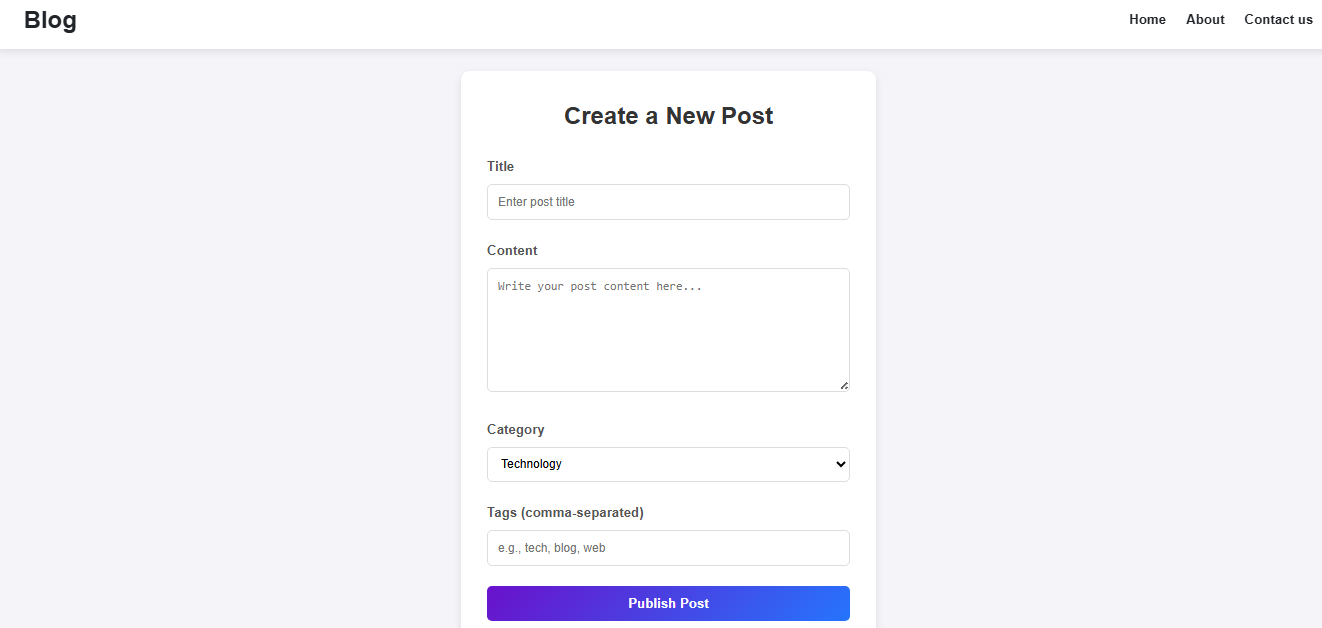 Blog
Home About Contact us
Create a New Post
Title
Enter post title
Content
Write your post content here...
Category
Technology
Tags (comma-separated)
e.g., tech, blog, web
Publish Post